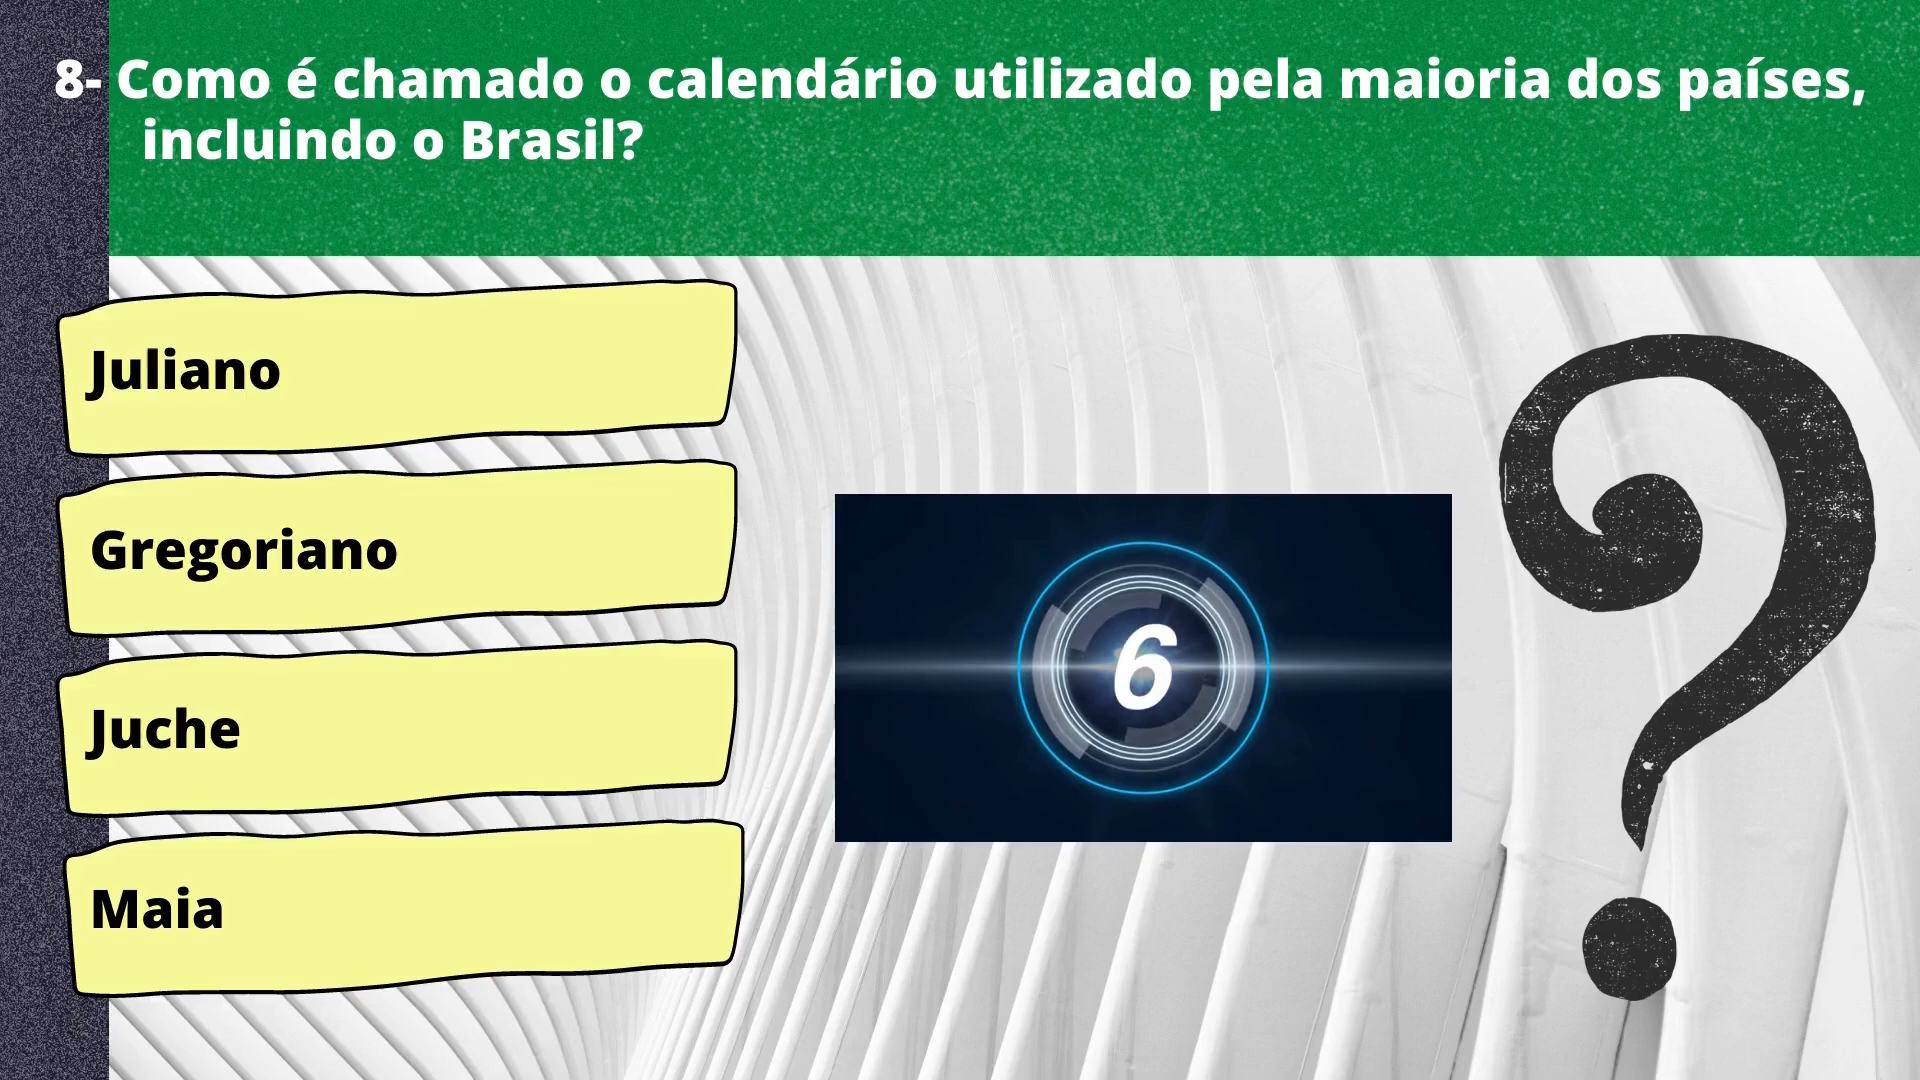 8- Como é chamado o calendário utilizado pela maioria dos países,
incluindo o Brasil?
Juliano
Gregoriano
Juche
Maia
6
?